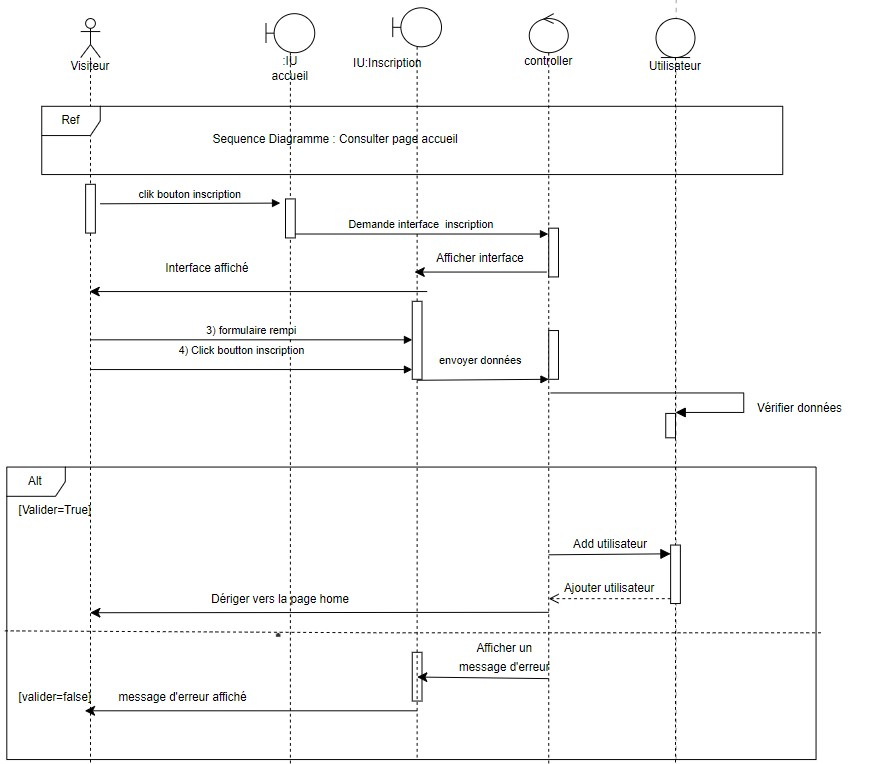 Visiteur
:IU
accueil
IU:Inscription
controller
Utilisateur
Ref
Sequence Diagramme : Consulter page accueil
clik bouton inscription
Demande interface inscription
Afficher interface
Interface affiché
3) formulaire rempi
4) Click boutton inscription
envoyer données
Vérifier données
Alt
[Valider=True]
Add utilisateur
Ajouter utilisateur
Dériger vers la page home
Afficher un
message d'erreur
[valider=false]
message d'erreur affiché